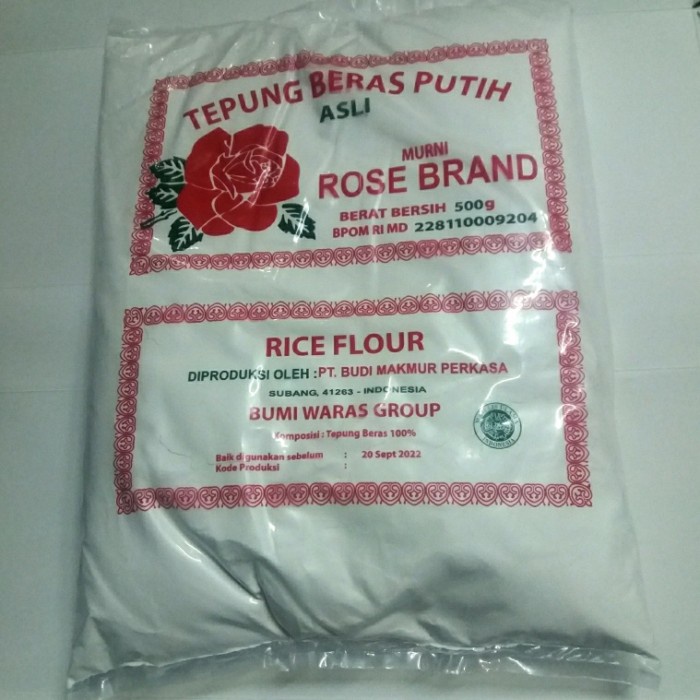 TEPUNG BERAS PUTIH
ASLI
MURNI
ROSE BRAND
BERAT BERSIH 500g
BPOM RI MD 228110009204
RICE FLOUR
DIPRODUKSI OLEH :PT. BUDI MAKMUR PERKASA
SUBANG, 41263 - INDONESIA
BUMI WARAS GROUP
Komposisi : Tepung Beras 100%
Baik digunakan sebelum : 20 Sept 2022
Kode Produksi :
INDONESIA